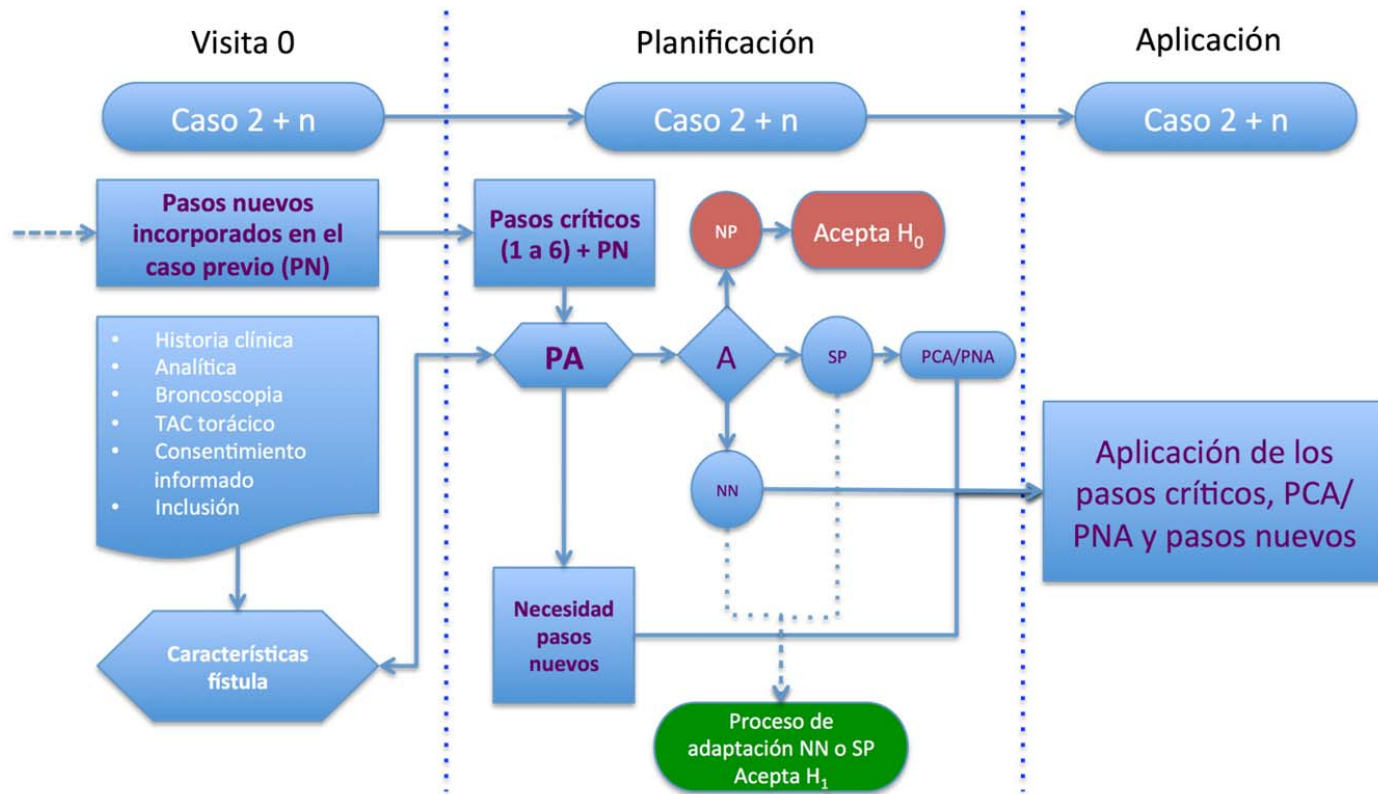 Visita 0
Planificación
Aplicación
Caso 2 + n
Caso 2 + n
Caso 2 + n
Pasos nuevos
incorporados en el
caso previo (PN)
Pasos críticos
(1 a 6) + PN
NP
Acepta H₀
• Historia clínica
• Analítica
• Broncoscopia
• TAC torácico
• Consentimiento
informado
• Inclusión
PA
A
SP
PCA/PNA
NN
Aplicación de los
pasos críticos, PCA/
PNA y pasos nuevos
Necesidad
pasos
nuevos
Característícas
fístula
Proceso de
adaptación NN o SP
Acepta H₁